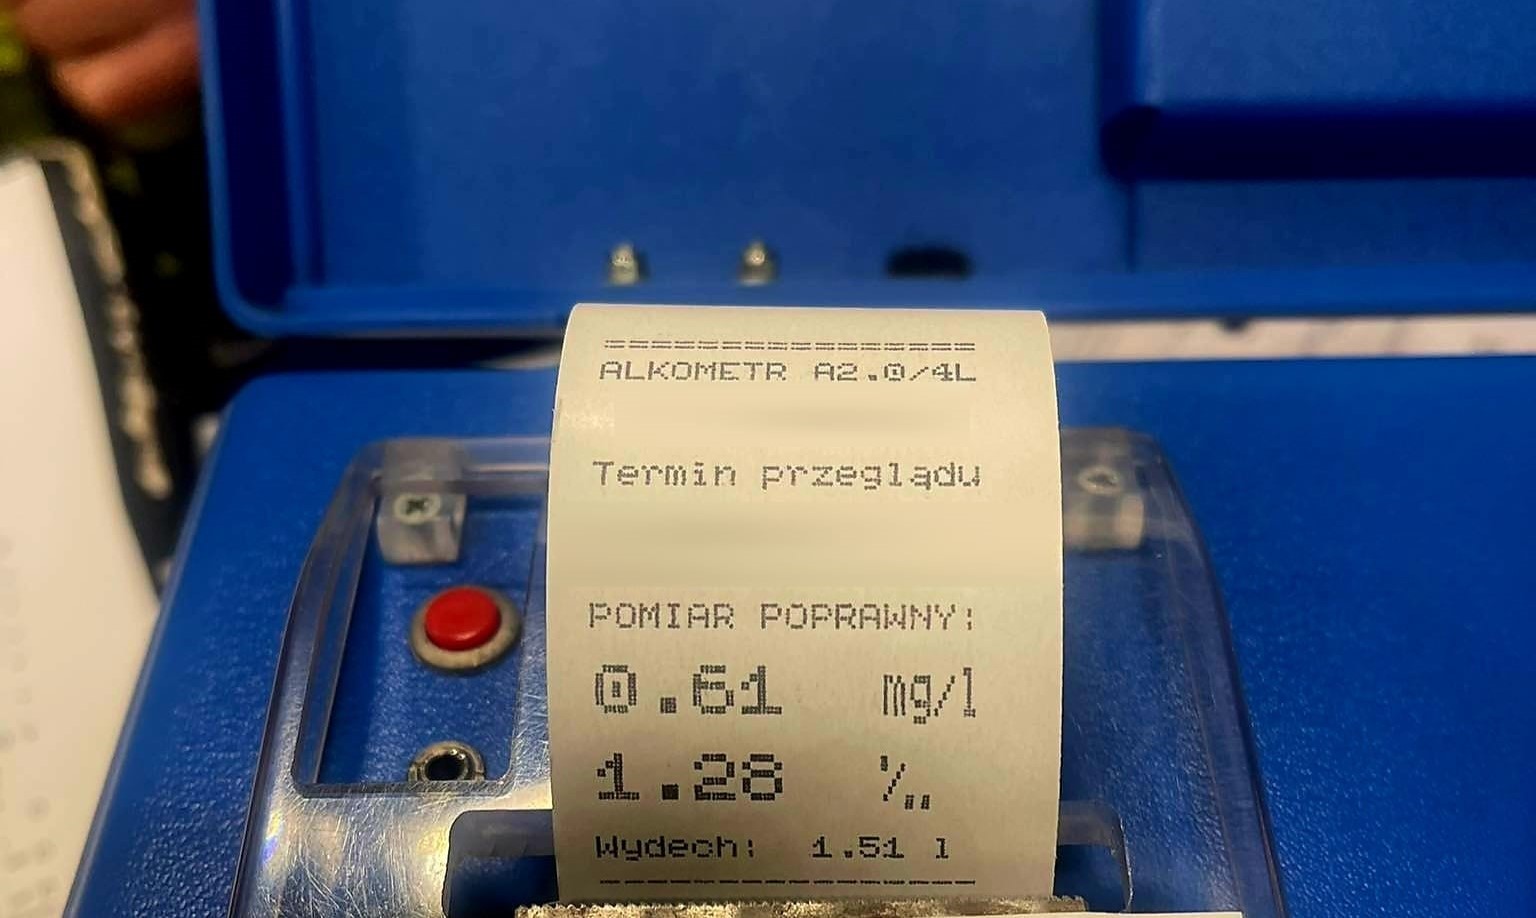 =================
ALKOMETR A2.0/4L
Termin przeglądu
POMIAR POPRAWNY:
0.61 mg/l
1.28 ‰
Wydech: 1.51 l
-----------------